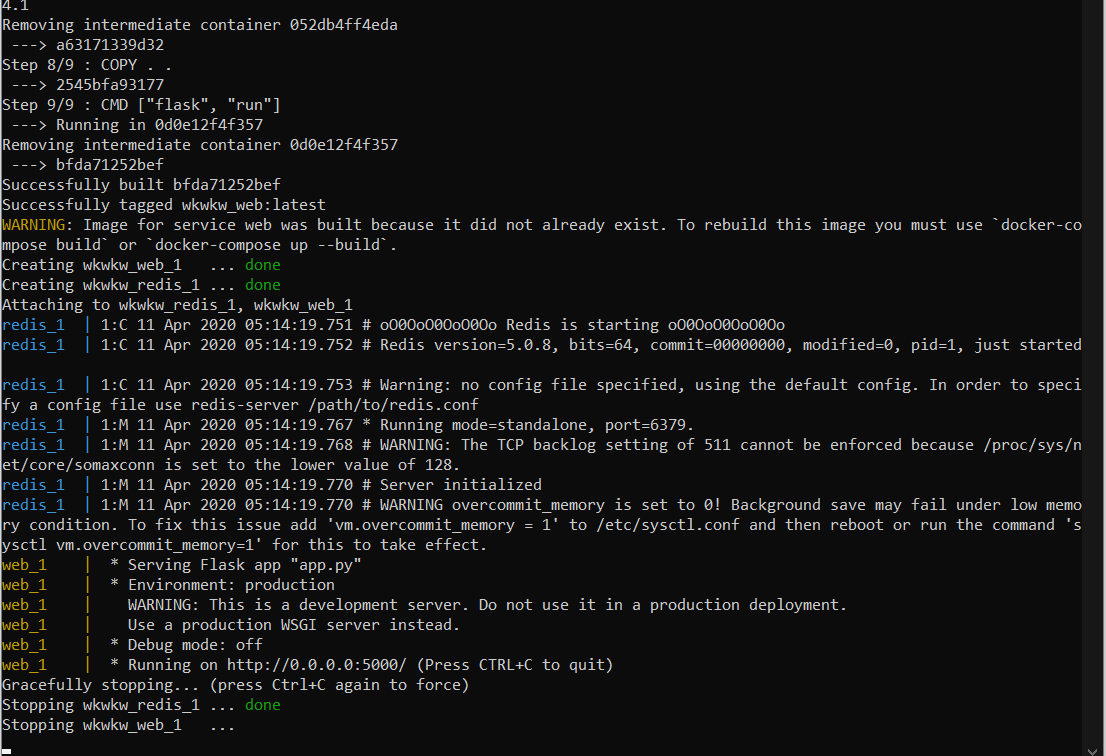 4.1
Removing intermediate container 052db4ff4eda
 ---> a63171339d32
Step 8/9 : COPY . .
 ---> 2545bfa93177
Step 9/9 : CMD ["flask", "run"]
 ---> Running in 0d0e12f4f357
Removing intermediate container 0d0e12f4f357
 ---> bfda71252bef
Successfully built bfda71252bef
Successfully tagged wkwkw_web:latest
WARNING: Image for service web was built because it did not already exist. To rebuild this image you must use `docker-co
mpose build` or `docker-compose up --build`.
Creating wkwkw_web_1   ... done
Creating wkwkw_redis_1 ... done
Attaching to wkwkw_redis_1, wkwkw_web_1
redis_1  | 1:C 11 Apr 2020 05:14:19.751 # oO0OoO0OoO0Oo Redis is starting oO0OoO0OoO0Oo
redis_1  | 1:C 11 Apr 2020 05:14:19.752 # Redis version=5.0.8, bits=64, commit=00000000, modified=0, pid=1, just started
redis_1  | 1:C 11 Apr 2020 05:14:19.753 # Warning: no config file specified, using the default config. In order to speci
fy a config file use redis-server /path/to/redis.conf
redis_1  | 1:M 11 Apr 2020 05:14:19.767 * Running mode=standalone, port=6379.
redis_1  | 1:M 11 Apr 2020 05:14:19.768 # WARNING: The TCP backlog setting of 511 cannot be enforced because /proc/sys/n
et/core/somaxconn is set to the lower value of 128.
redis_1  | 1:M 11 Apr 2020 05:14:19.770 # Server initialized
redis_1  | 1:M 11 Apr 2020 05:14:19.770 # WARNING overcommit_memory is set to 0! Background save may fail under low memo
ry condition. To fix this issue add 'vm.overcommit_memory = 1' to /etc/sysctl.conf and then reboot or run the command 's
ysctl vm.overcommit_memory=1' for this to take effect.
web_1    |  * Serving Flask app "app.py"
web_1    |  * Environment: production
web_1    |    WARNING: This is a development server. Do not use it in a production deployment.
web_1    |    Use a production WSGI server instead.
web_1    |  * Debug mode: off
web_1    |  * Running on http://0.0.0.0:5000/ (Press CTRL+C to quit)
Gracefully stopping... (press Ctrl+C again to force)
Stopping wkwkw_redis_1 ... done
Stopping wkwkw_web_1   ...